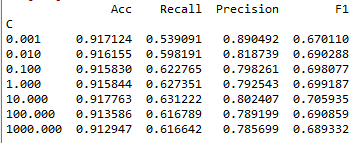 Acc Recall Precision F1
C
0.001 0.917124 0.539091 0.890492 0.670110
0.010 0.916155 0.598191 0.818739 0.690288
0.100 0.915830 0.622765 0.798261 0.698077
1.000 0.915844 0.627351 0.792543 0.699187
10.000 0.917763 0.631222 0.802407 0.705935
100.000 0.913586 0.616789 0.789199 0.690859
1000.000 0.912947 0.616642 0.785699 0.689332